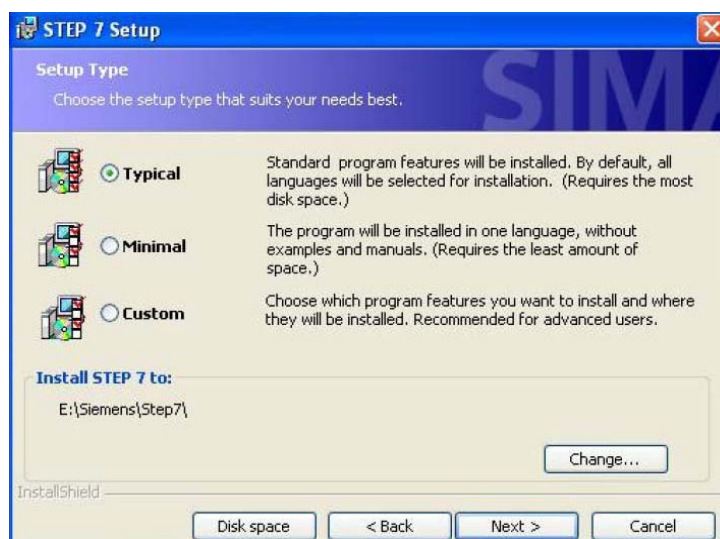 STEP 7 Setup
Setup Type
Choose the setup type that suits your needs best.
Typical
Standard program features will be installed. By default, all
languages will be selected for installation. (Requires the most
disk space.)
Minimal
The program will be installed in one language, without
examples and manuals. (Requires the least amount of
space.)
Custom
Choose which program features you want to install and where
they will be installed. Recommended for advanced users.
Install STEP 7 to:
E:\Siemens\Step7\
Change...
InstallShield
Disk space
< Back
Next >
Cancel